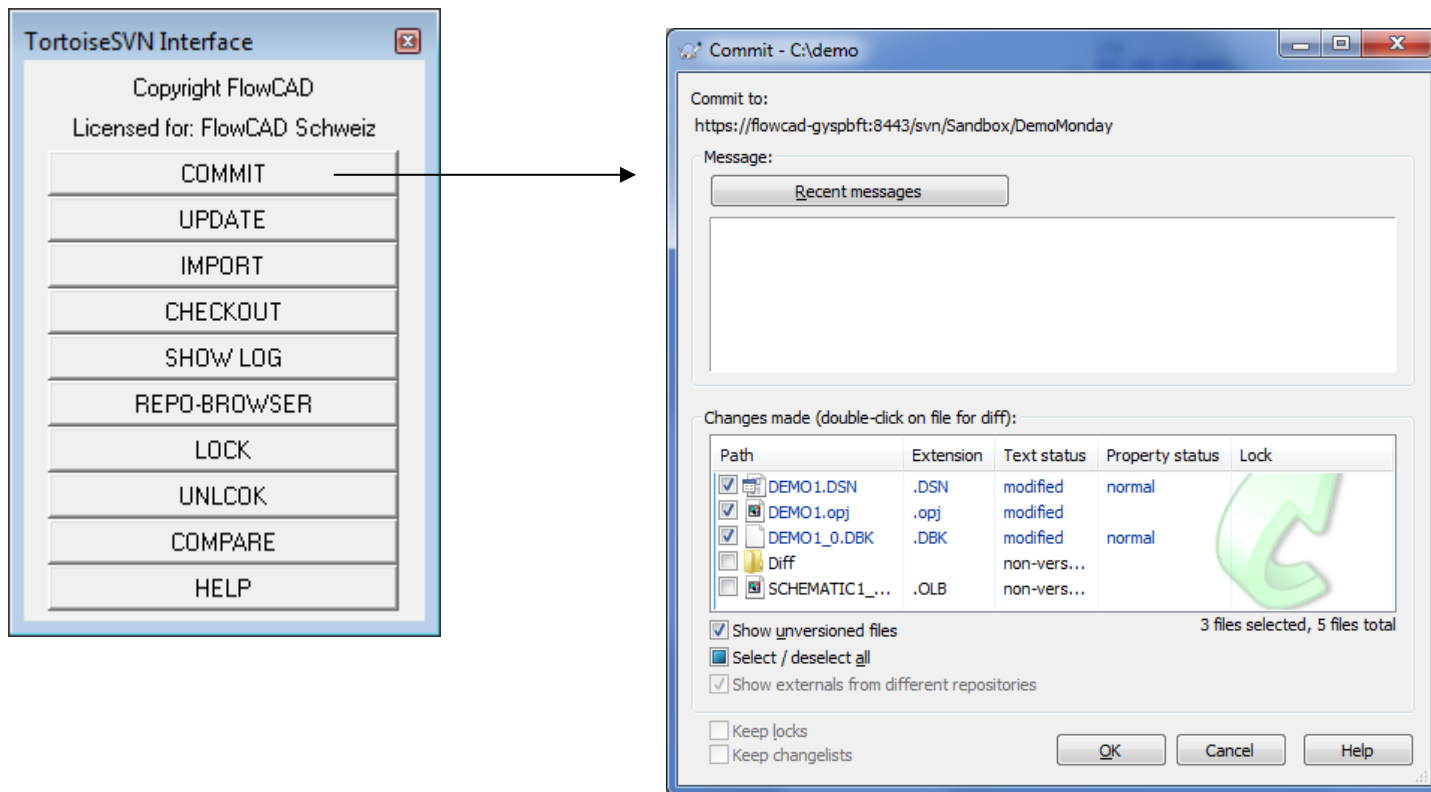 TortoiseSVN Interface
Copyright FlowCAD
Licensed for: FlowCAD Schweiz
COMMIT
UPDATE
IMPORT
CHECKOUT
SHOW LOG
REPO-BROWSER
LOCK
UNLCOK
COMPARE
HELP
Commit - C:\demo
Commit to:
https://flowcad-gyspbft:8443/svn/Sandbox/DemoMonday
Message:
Recent messages
Changes made (double-click on file for diff):
Path Extension Text status Property status Lock
DEMO1.DSN .DSN modified normal
DEMO1.opj .opj modified
DEMO1_0.DBK .DBK modified normal
Diff non-vers...
SCHEMATIC1_... .OLB non-vers...
3 files selected, 5 files total
Show unversioned files
Select / deselect all
Show externals from different repositories
Keep locks
Keep changelists
OK Cancel Help